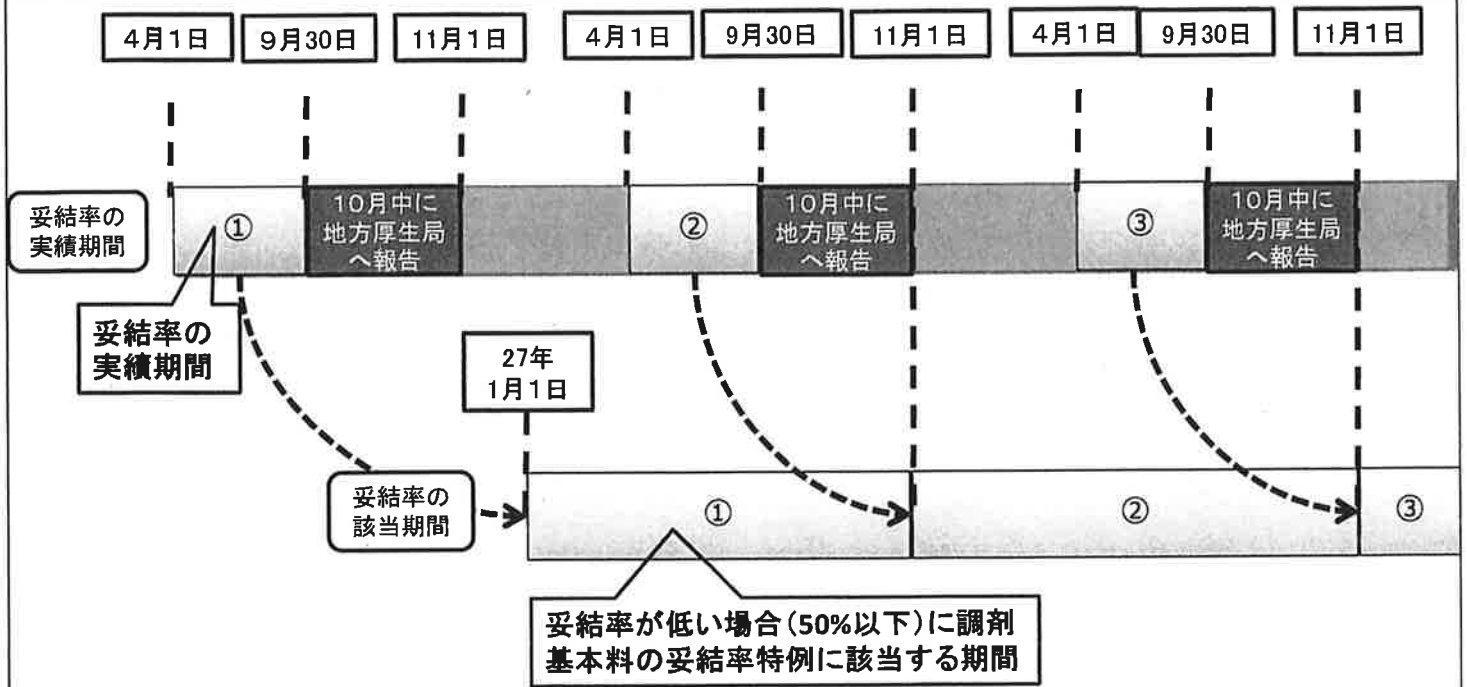 4月1日
9月30日
11月1日
4月1日
9月30日
11月1日
4月1日
9月30日
11月1日
妥結率の
実績期間
①
10月中に
地方厚生局
へ報告
②
10月中に
地方厚生局
へ報告
③
10月中に
地方厚生局
へ報告
妥結率の
実績期間
27年
1月1日
妥結率の
該当期間
①
②
③
妥結率が低い場合(50%以下)に調剤
基本料の妥結率特例に該当する期間